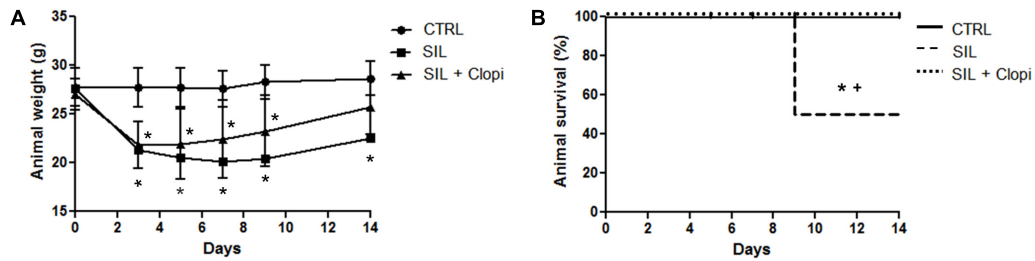 A
Animal weight (g)
35
30
25
20
15
0 2 4 6 8 10 12 14
Days
CTRL
SIL
SIL + Clopi
* * * *
* * * * *
B
Animal survival (%)
100
80
60
40
20
0
0 2 4 6 8 10 12 14
Days
* +
CTRL
SIL
SIL + Clopi